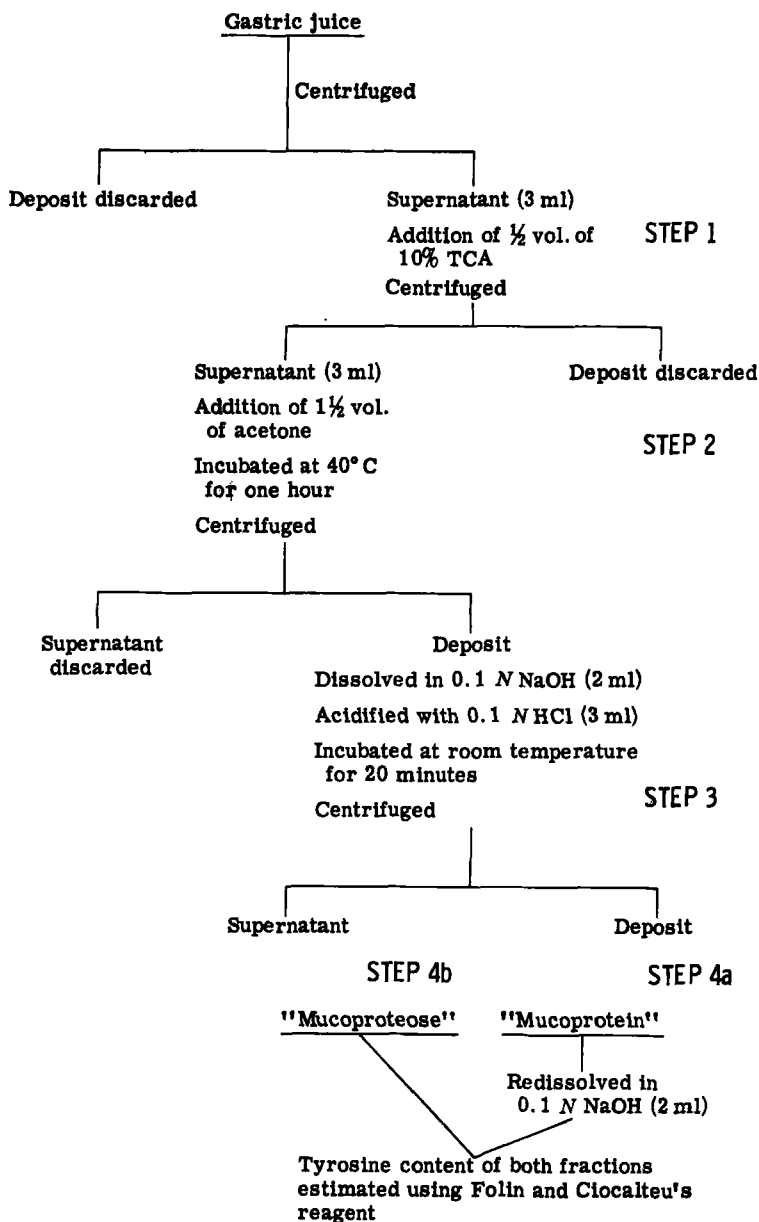 Gastric juice
Centrifuged
Deposit discarded
Supernatant (3 ml)
Addition of ½ vol. of
10% TCA
STEP 1
Centrifuged
Supernatant (3 ml)
Deposit discarded
Addition of 1½ vol.
of acetone
STEP 2
Incubated at 40° C
for one hour
Centrifuged
Supernatant
discarded
Deposit
Dissolved in 0.1 N NaOH (2 ml)
Acidified with 0.1 N HCl (3 ml)
Incubated at room temperature
for 20 minutes
STEP 3
Centrifuged
Supernatant
Deposit
STEP 4b
STEP 4a
"Mucoproteose"
"Mucoprotein"
Redissolved in
0.1 N NaOH (2 ml)
Tyrosine content of both fractions
estimated using Folin and Ciocalteu's
reagent